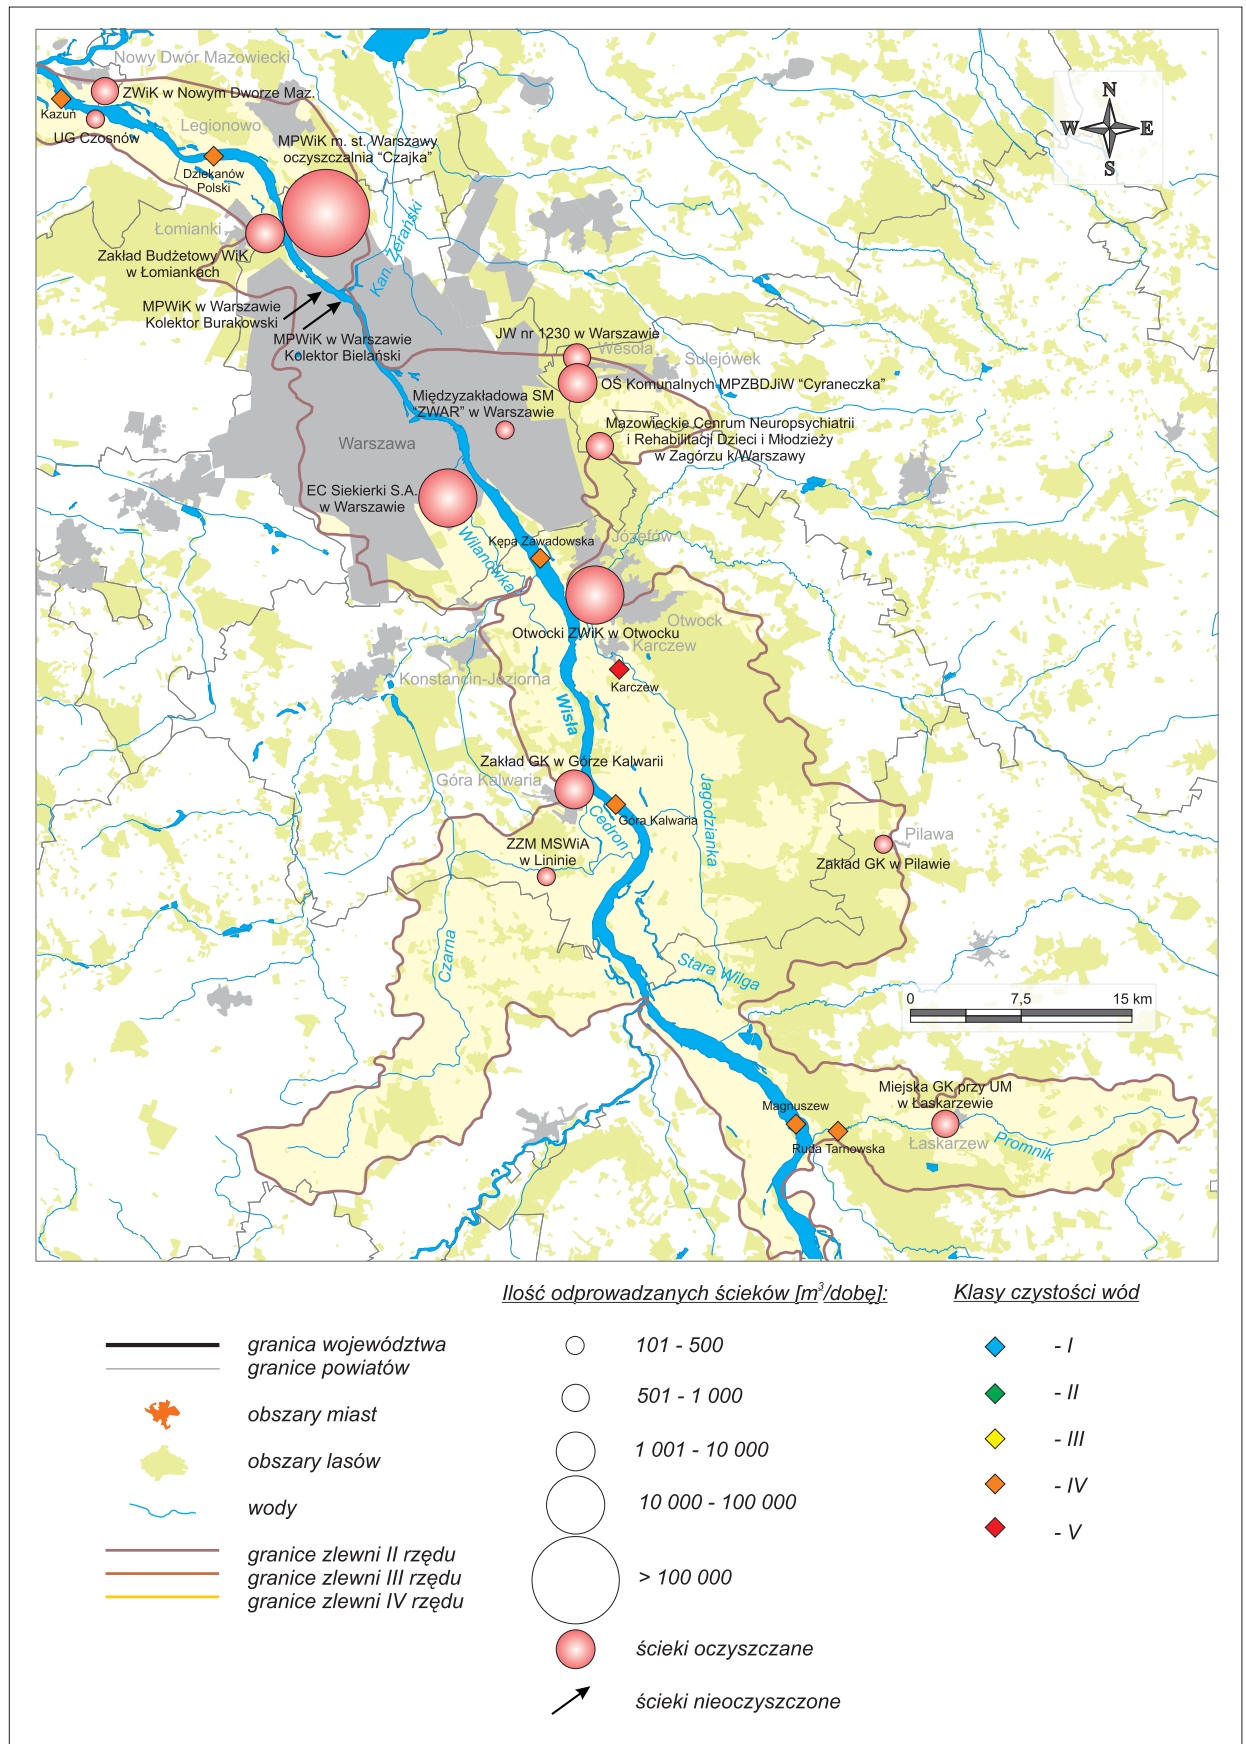 Nowy Dwór Mazowiecki
ZWiK w Nowym Dworze Maz.
Kazuń
UG Czosnów
Legionowo
MPWiK m. st. Warszawy
oczyszczalnia “Czajka”
Dziekanów
Polski
N
W
E
S
Łomianki
Zakład Budżetowy WiK
w Łomiankach
Kan. Żerański
MPWiK w Warszawie
Kolektor Burakowski
MPWiK w Warszawie
Kolektor Bielański
JW nr 1230 w Warszawie
Wesoła
Sulejówek
OŚ Komunalnych MPZBDJiW “Cyraneczka”
Międzyzakładowa SM
“ZWAR” w Warszawie
Mazowieckie Cenrum Neuropsychiatrii
i Rehabilitacji Dzieci i Młodzieży
w Zagórzu k/Warszawy
Warszawa
EC Siekierki S.A.
w Warszawie
Wilanówka
Kępa Zawadowska
Józefów
Otwock
Otwocki ZWiK w Otwocku
Karczew
Konstancin-Jeziorna
Karczew
Wisła
Zakład GK w Górze Kalwarii
Góra Kalwaria
Góra Kalwaria
Cedron
Jagodzianka
Pilawa
Zakład GK w Pilawie
ZZM MSWiA
w Lininie
Czarna
Stara Wilga
0 7,5 15 km
Miejska GK przy UM
w Łaskarzewie
Magnuszew
Ruda Tarnowska
Łaskarzew
Promnik
Ilość odprowadzanych ścieków [m³/dobę]:
Klasy czystości wód
granica województwa
granice powiatów
obszary miast
obszary lasów
wody
granice zlewni II rzędu
granice zlewni III rzędu
granice zlewni IV rzędu
101 - 500
501 - 1 000
1 001 - 10 000
10 000 - 100 000
> 100 000
ścieki oczyszczane
ścieki nieoczyszczone
- I
- II
- III
- IV
- V